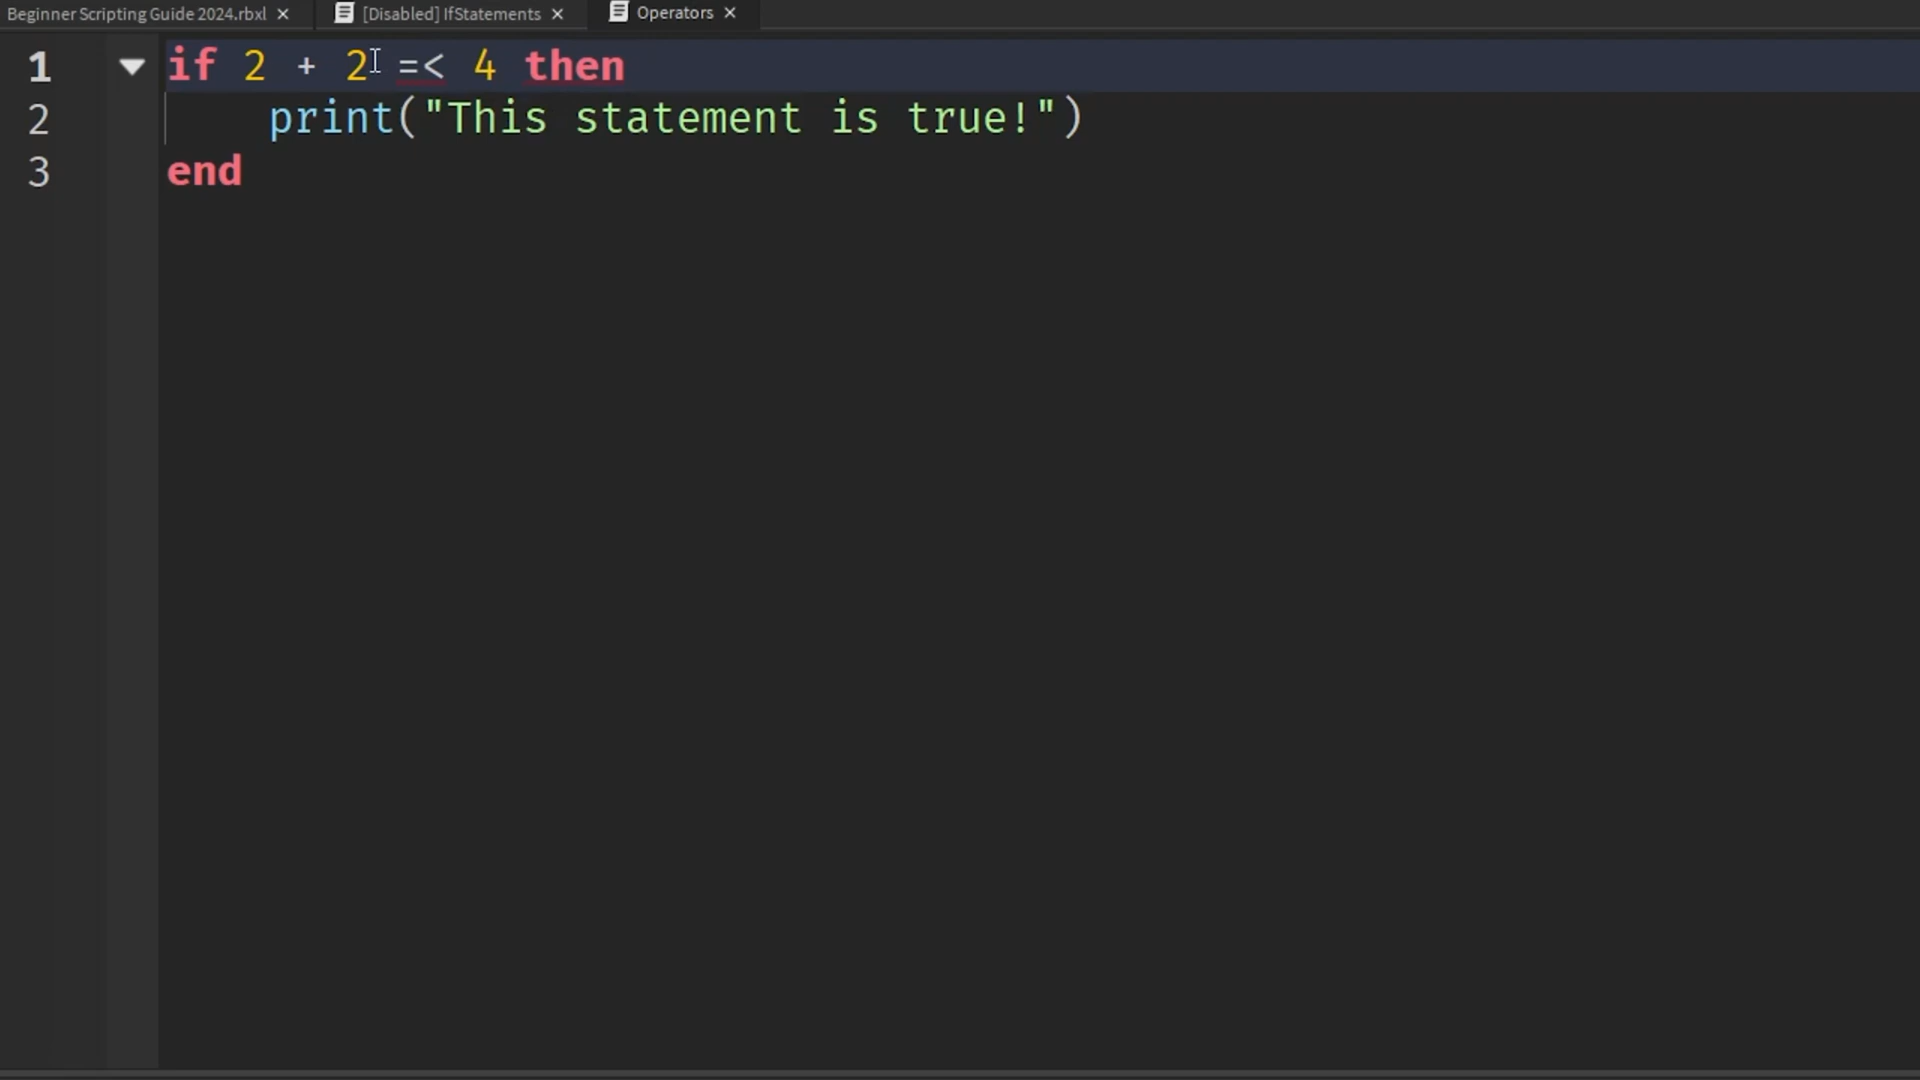 Beginner Scripting Guide 2024.rbxl × [Disabled] IfStatements × Operators ×
1 if 2 + 2 =< 4 then
2 print("This statement is true!")
3 end